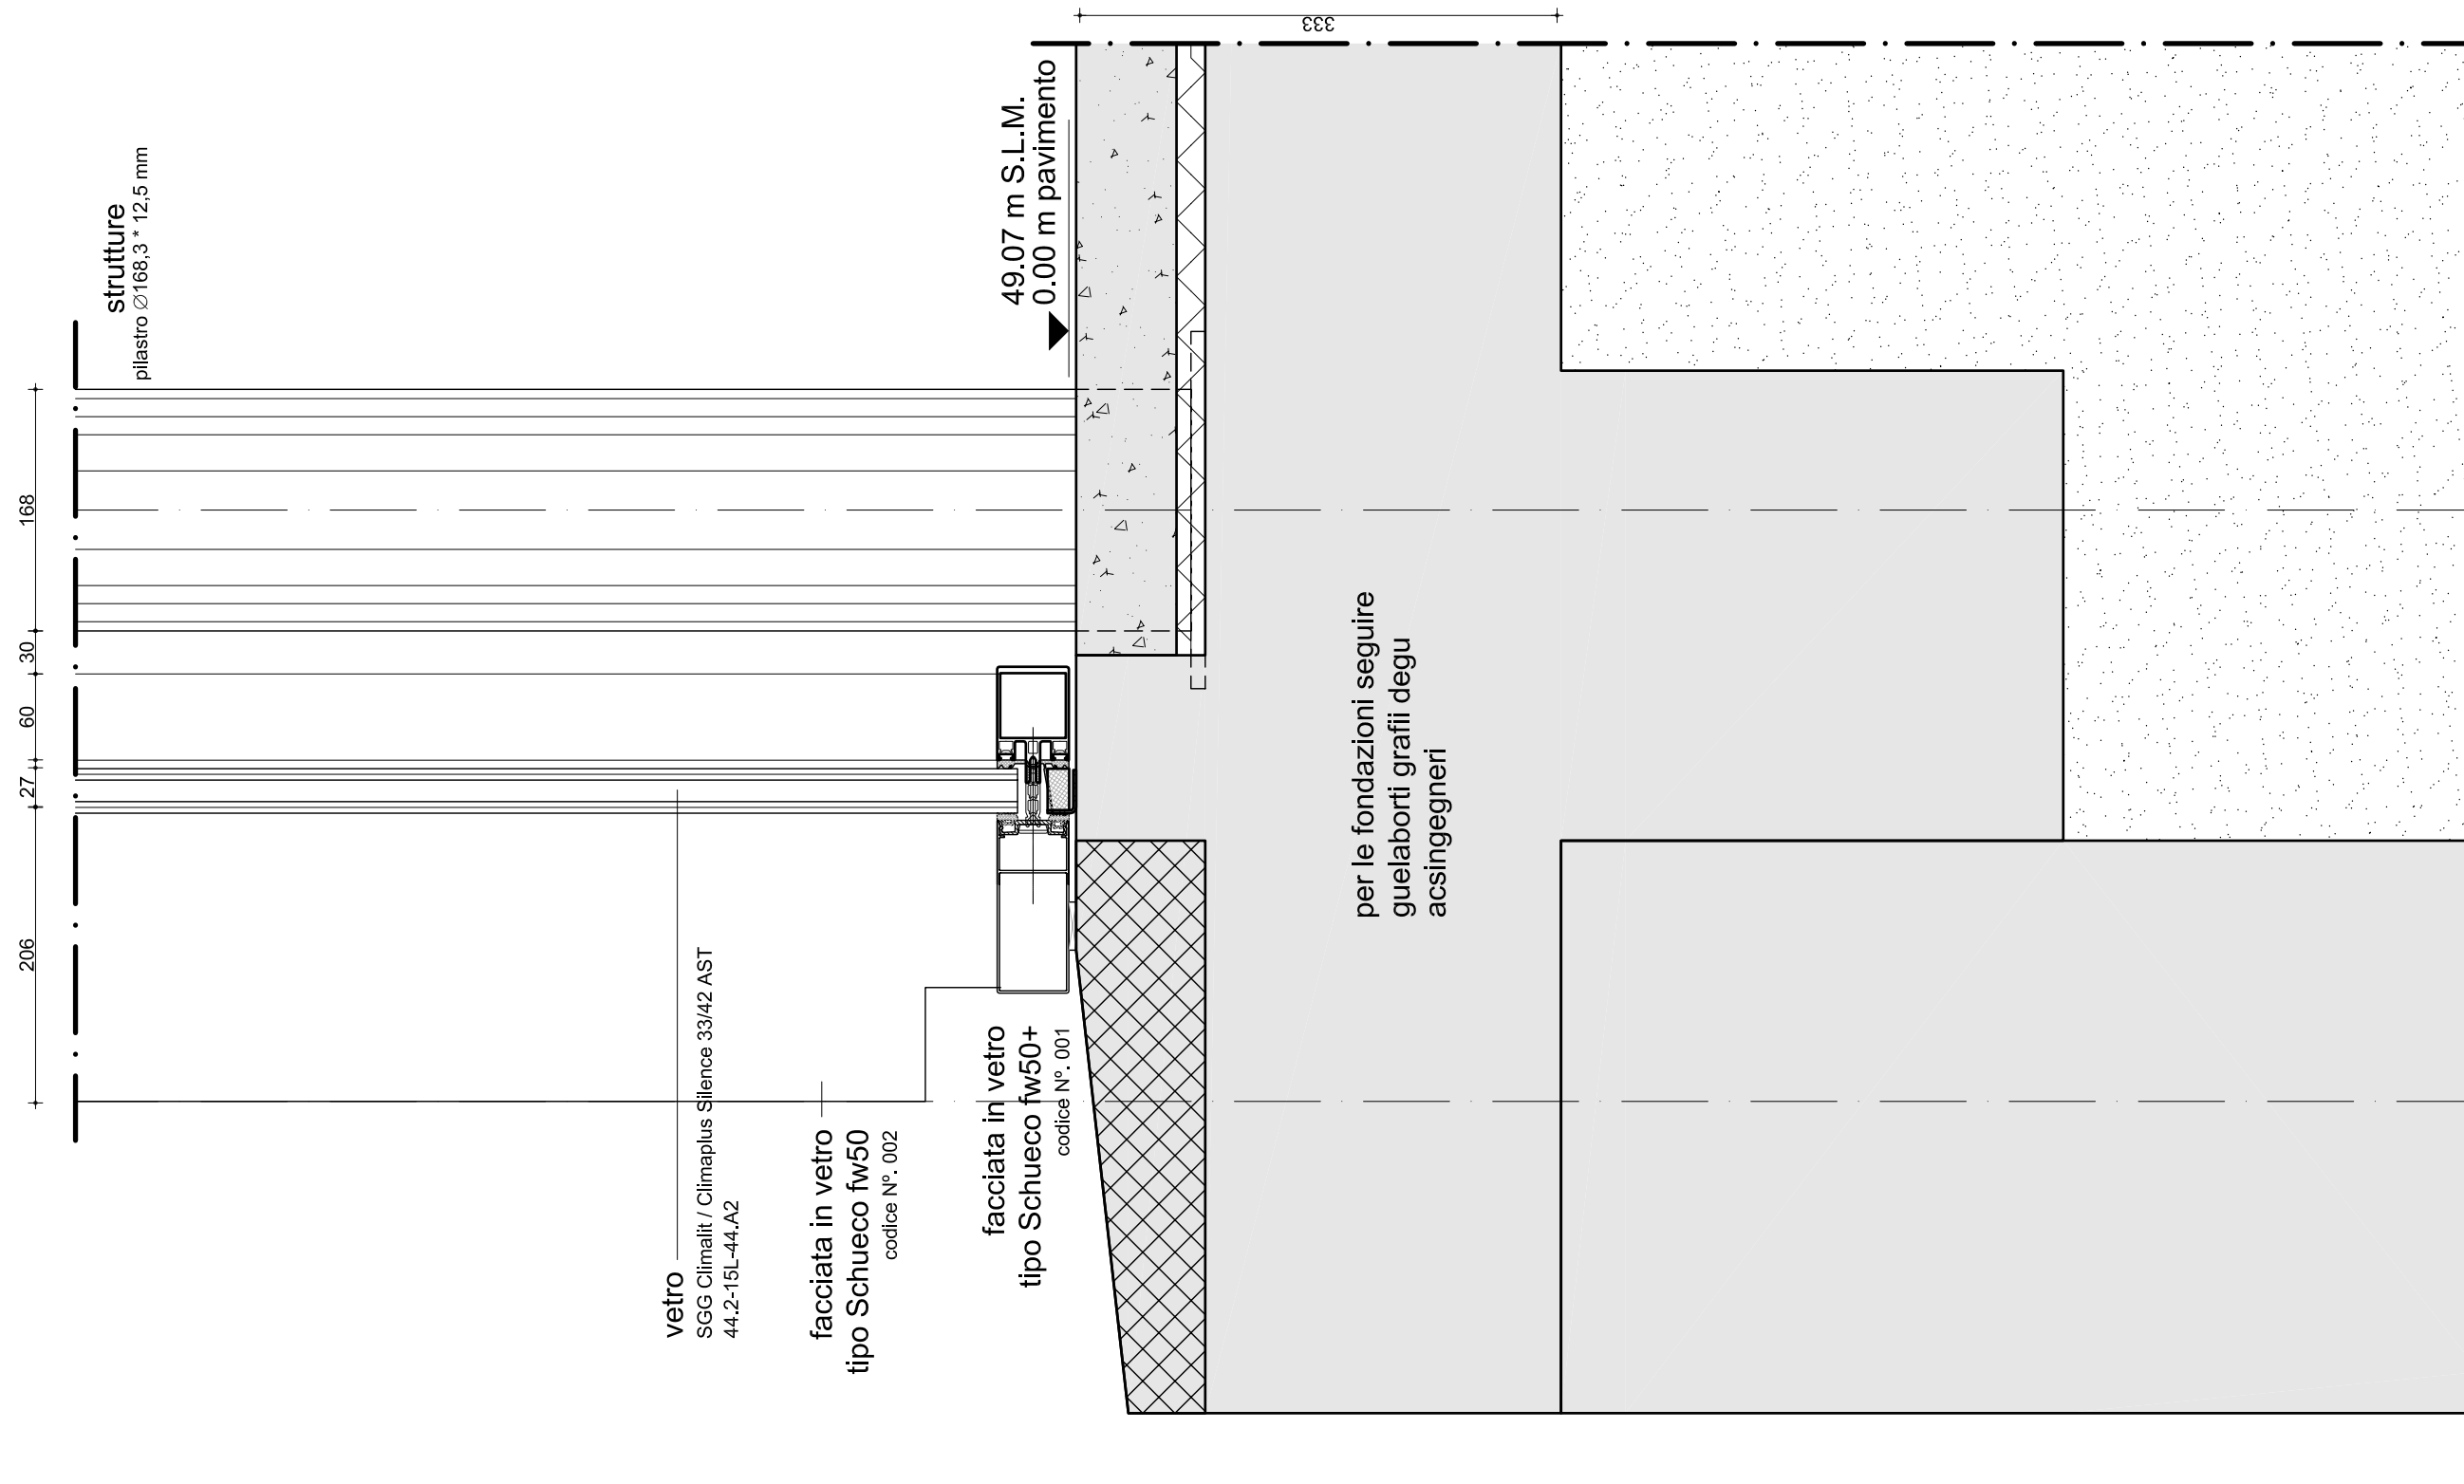 strutture
pilastro Ø168,3 * 12,5 mm
49.07 m S.L.M.
0.00 m pavimento
333
168
30
60
27
206
per le fondazioni seguire
guelaborti grafii degu
acsingegneri
vetro
SGG Climalit / Climaplus Silence 33/42 AST
44.2-15L-44.A2
facciata in vetro
tipo Schueco fw50
codice Nº. 002
facciata in vetro
tipo Schueco fw50+
codice Nº. 001